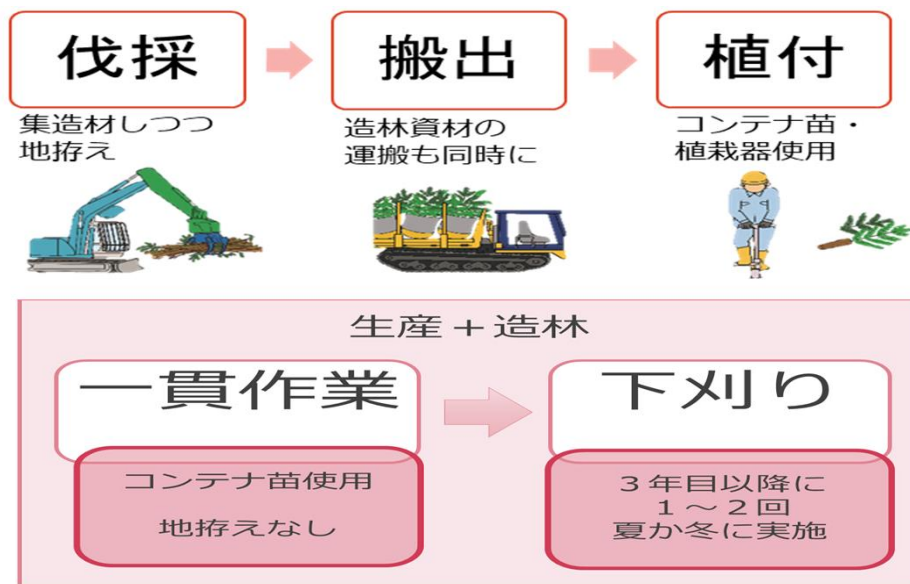 伐採
搬出
植付
集造材しつつ
地拵え
造林資材の
運搬も同時に
コンテナ苗・
植栽器使用
生産＋造林
一貫作業
下刈り
コンテナ苗使用
地拵えなし
３年目以降に
１～２回
夏か冬に実施